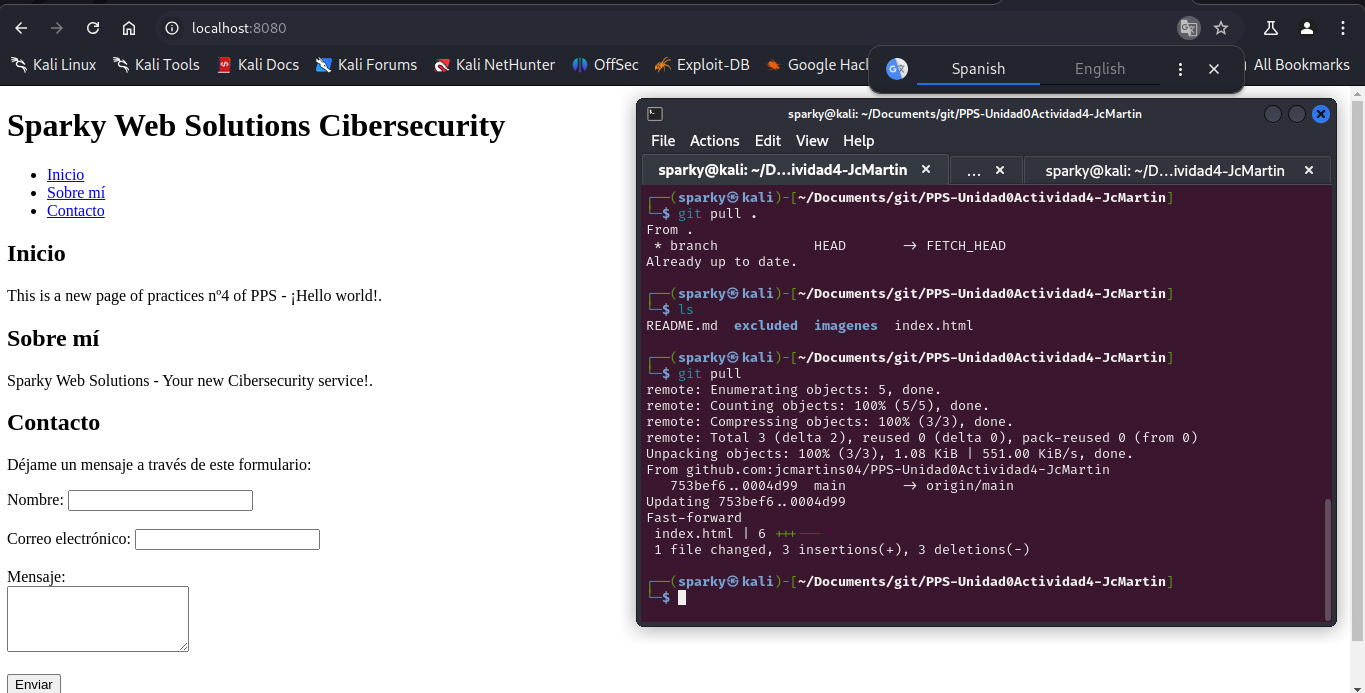 localhost:8080
Kali Linux Kali Tools Kali Docs Kali Forums Kali NetHunter OffSec Exploit-DB Google Hac All Bookmarks
Spanish English
Sparky Web Solutions Cibersecurity
Inicio
Sobre mí
Contacto
Inicio
This is a new page of practices nº4 of PPS - ¡Hello world!.
Sobre mí
Sparky Web Solutions - Your new Cibersecurity service!.
Contacto
Déjame un mensaje a través de este formulario:
Nombre:
Correo electrónico:
Mensaje:
Enviar
sparky@kali: ~/Documents/git/PPS-Unidad0Actividad4-JcMartin
File Actions Edit View Help
sparky@kali: ~/D...ividad4-JcMartin × ... × sparky@kali: ~/D...ividad4-JcMartin ×
┌──(sparky㉿kali)-[~/Documents/git/PPS-Unidad0Actividad4-JcMartin]
└─$ git pull .
From .
 * branch            HEAD       -> FETCH_HEAD
Already up to date.
┌──(sparky㉿kali)-[~/Documents/git/PPS-Unidad0Actividad4-JcMartin]
└─$ ls
README.md  excluded  imagenes  index.html
┌──(sparky㉿kali)-[~/Documents/git/PPS-Unidad0Actividad4-JcMartin]
└─$ git pull
remote: Enumerating objects: 5, done.
remote: Counting objects: 100% (5/5), done.
remote: Compressing objects: 100% (3/3), done.
remote: Total 3 (delta 2), reused 0 (delta 0), pack-reused 0 (from 0)
Unpacking objects: 100% (3/3), 1.08 KiB | 551.00 KiB/s, done.
From github.com:jcmartins04/PPS-Unidad0Actividad4-JcMartin
   753bef6..0004d99  main       -> origin/main
Updating 753bef6..0004d99
Fast-forward
 index.html | 6 +++---
 1 file changed, 3 insertions(+), 3 deletions(-)
┌──(sparky㉿kali)-[~/Documents/git/PPS-Unidad0Actividad4-JcMartin]
└─$